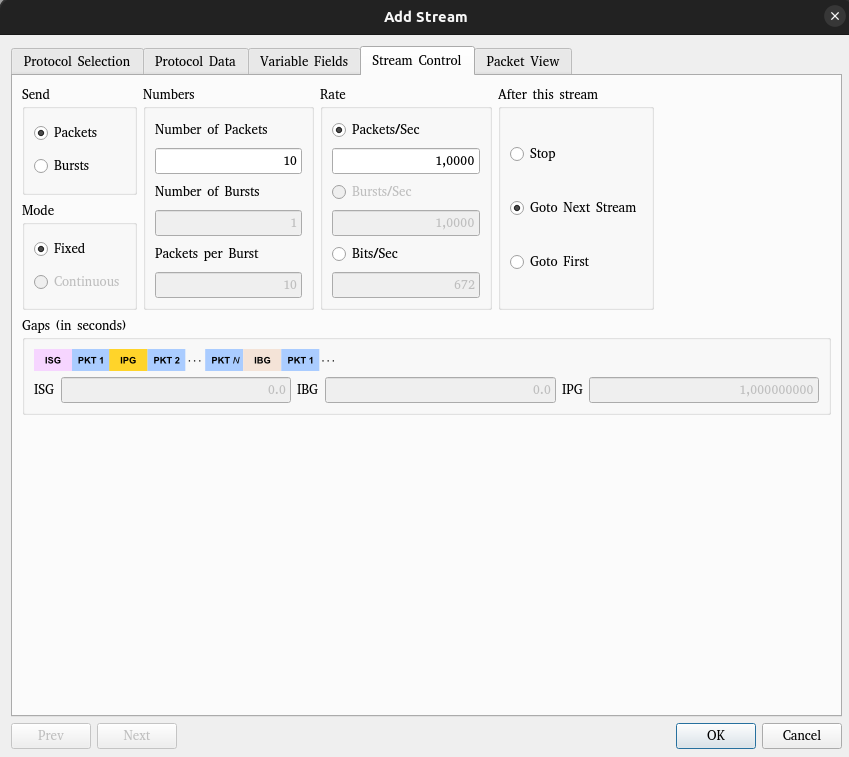 Add Stream
Protocol Selection
Protocol Data
Variable Fields
Stream Control
Packet View
Send
Packets
Bursts
Mode
Fixed
Continuous
Numbers
Number of Packets
10
Number of Bursts
1
Packets per Burst
10
Rate
Packets/Sec
1,0000
Bursts/Sec
1,0000
Bits/Sec
672
After this stream
Stop
Goto Next Stream
Goto First
Gaps (in seconds)
ISG PKT 1 IPG PKT 2 ··· PKT N IBG PKT 1 ···
ISG 0.0 IBG 0.0 IPG 1,000000000
Prev
Next
OK
Cancel